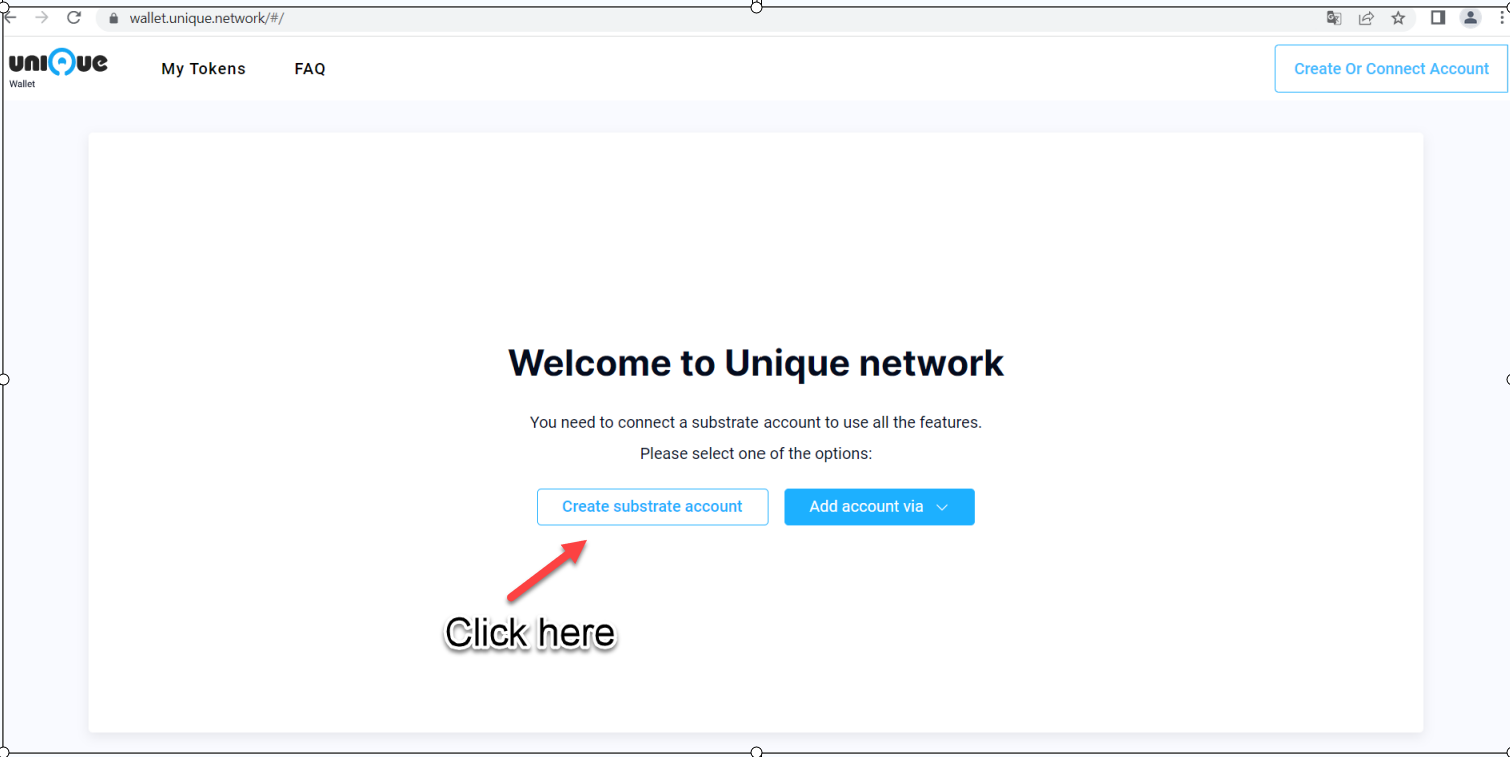 wallet.unique.network/#/
unique
Wallet
My Tokens
FAQ
Create Or Connect Account
Welcome to Unique network
You need to connect a substrate account to use all the features.
Please select one of the options:
Create substrate account
Add account via
Click here